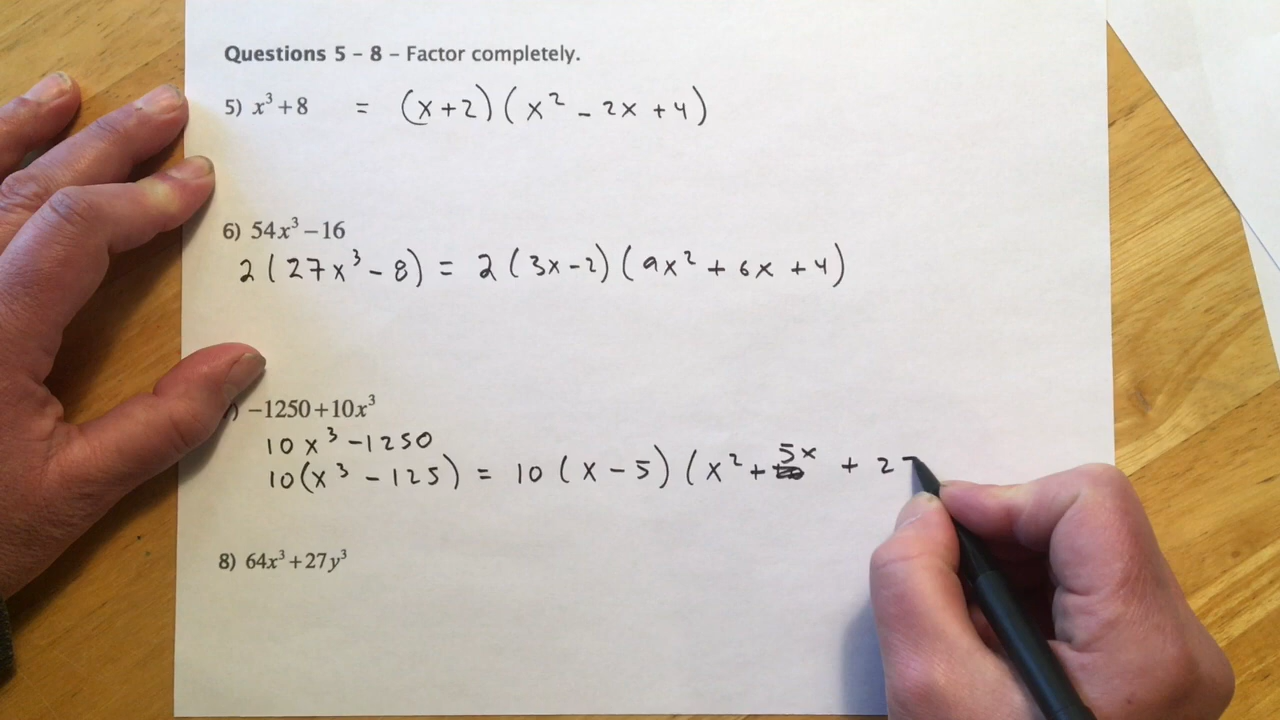 Questions 5 – 8 – Factor completely.
5) x³ + 8 = (x + 2)(x² - 2x + 4)
6) 54x³ – 16
2(27x³ - 8) = 2(3x - 2)(9x² + 6x + 4)
) –1250 + 10x³
10x³ - 1250
10(x³ - 125) = 10(x - 5)(x² + 5x + 2
8) 64x³ + 27y³